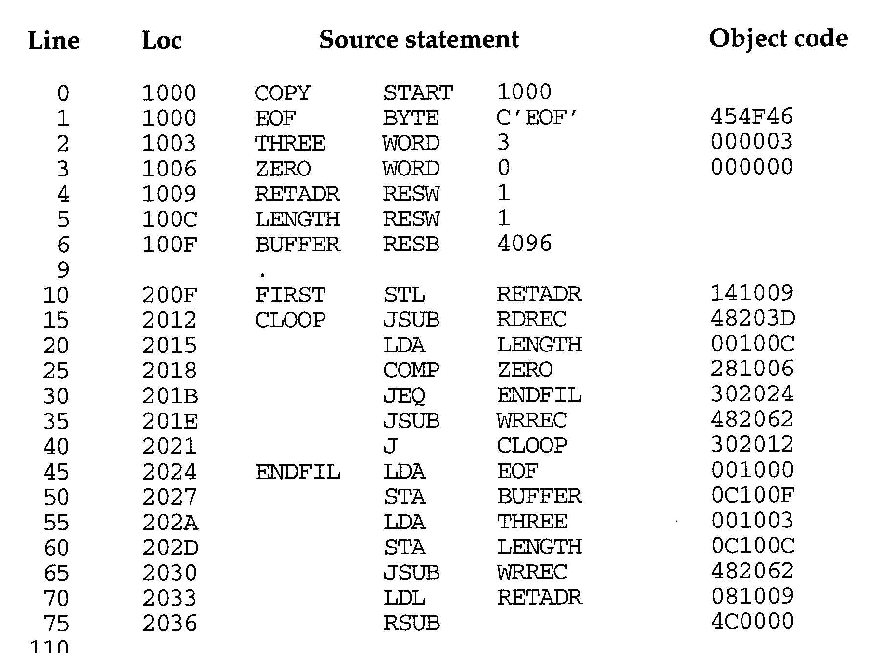 Line Loc Source statement Object code
0 1000 COPY START 1000
1 1000 EOF BYTE C'EOF' 454F46
2 1003 THREE WORD 3 000003
3 1006 ZERO WORD 0 000000
4 1009 RETADR RESW 1
5 100C LENGTH RESW 1
6 100F BUFFER RESB 4096
9 .
10 200F FIRST STL RETADR 141009
15 2012 CLOOP JSUB RDREC 48203D
20 2015 LDA LENGTH 00100C
25 2018 COMP ZERO 281006
30 201B JEQ ENDFIL 302024
35 201E JSUB WRREC 482062
40 2021 J CLOOP 302012
45 2024 ENDFIL LDA EOF 001000
50 2027 STA BUFFER 0C100F
55 202A LDA THREE 001003
60 202D STA LENGTH 0C100C
65 2030 JSUB WRREC 482062
70 2033 LDL RETADR 081009
75 2036 RSUB 4C0000
110